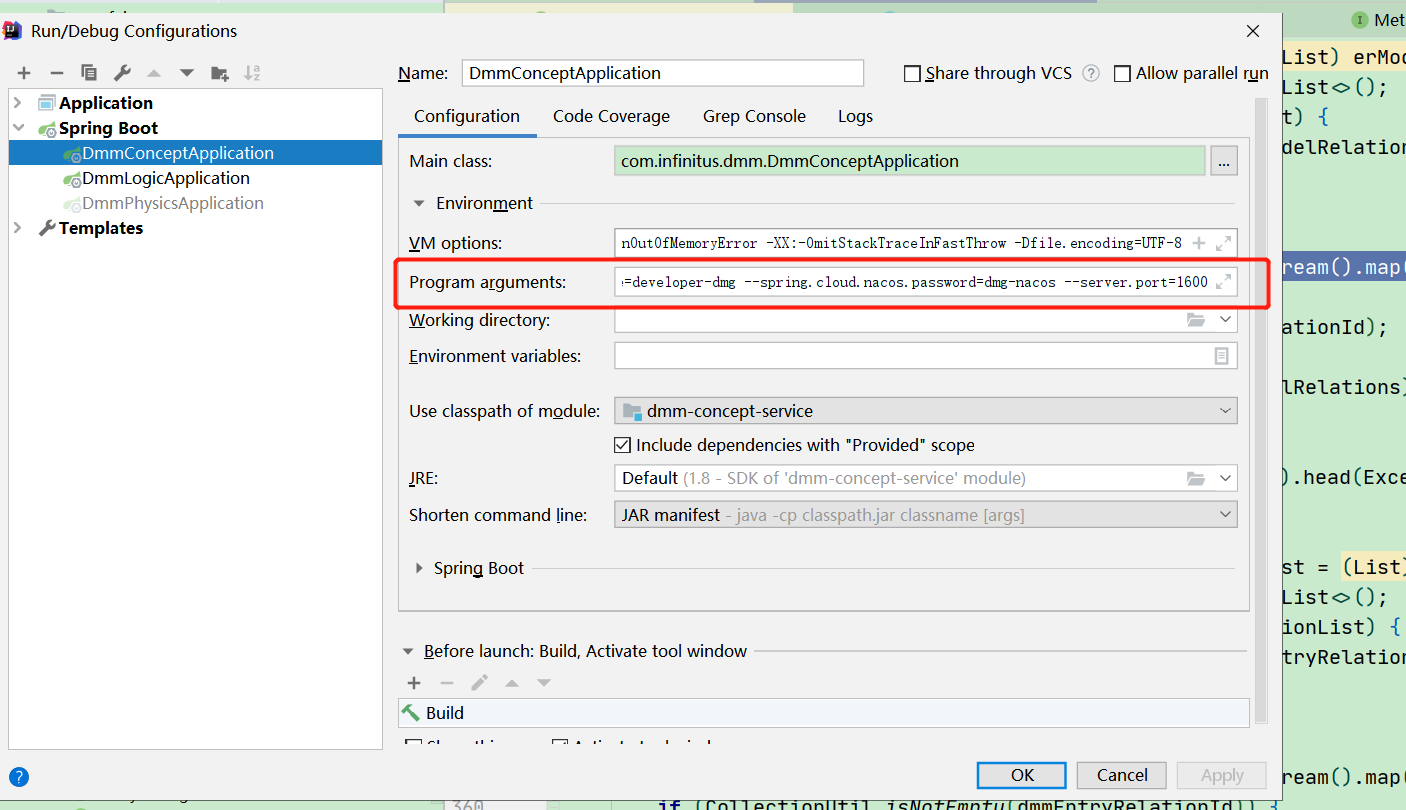 Run/Debug Configurations
Name: DmmConceptApplication
Share through VCS
Allow parallel run
Application
Spring Boot
DmmConceptApplication
DmmLogicApplication
DmmPhysicsApplication
Templates
Configuration Code Coverage Grep Console Logs
Main class: com.infinitus.dmm.DmmConceptApplication ...
Environment
VM options: nOutOfMemoryError -XX:-OmitStackTraceInFastThrow -Dfile.encoding=UTF-8
Program arguments: =developer-dmg --spring.cloud.nacos.password=dmg-nacos --server.port=1600
Working directory:
Environment variables:
Use classpath of module: dmm-concept-service
Include dependencies with "Provided" scope
JRE: Default (1.8 - SDK of 'dmm-concept-service' module)
Shorten command line: JAR manifest - java -cp classpath.jar classname [args]
Spring Boot
Before launch: Build, Activate tool window
Build
OK Cancel Apply
I Met
List) erMod
List<>();
t) {
delRelation
ream().map(
ationId);
lRelations)
).head(Exce
st = (List)
List<>();
ionList) {
tryRelation
ream().map(
360 if (CollectionUtil.isNotEmpty(dmmEntryRelationId)) {